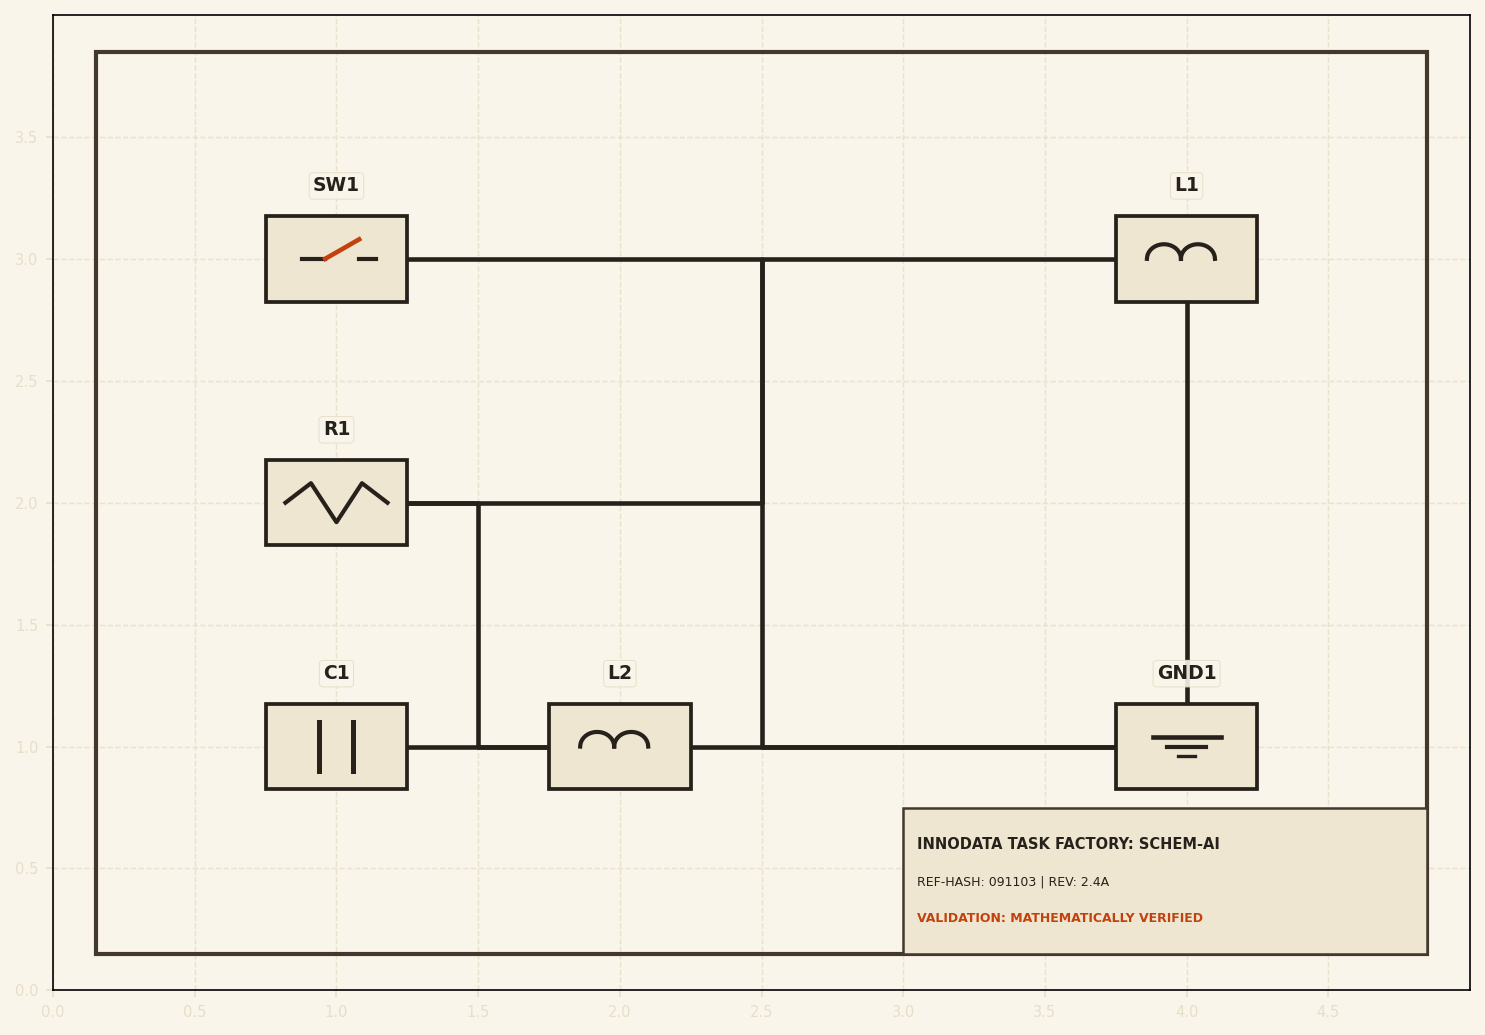 3.5
SW1
L1
3.0
2.5
R1
2.0
1.5
C1
L2
GND1
1.0
INNODATA TASK FACTORY: SCHEM-AI
0.5
REF-HASH: 091103 | REV: 2.4A
VALIDATION: MATHEMATICALLY VERIFIED
0.0
0.0 0.5 1.0 1.5 2.0 2.5 3.0 3.5 4.0 4.5